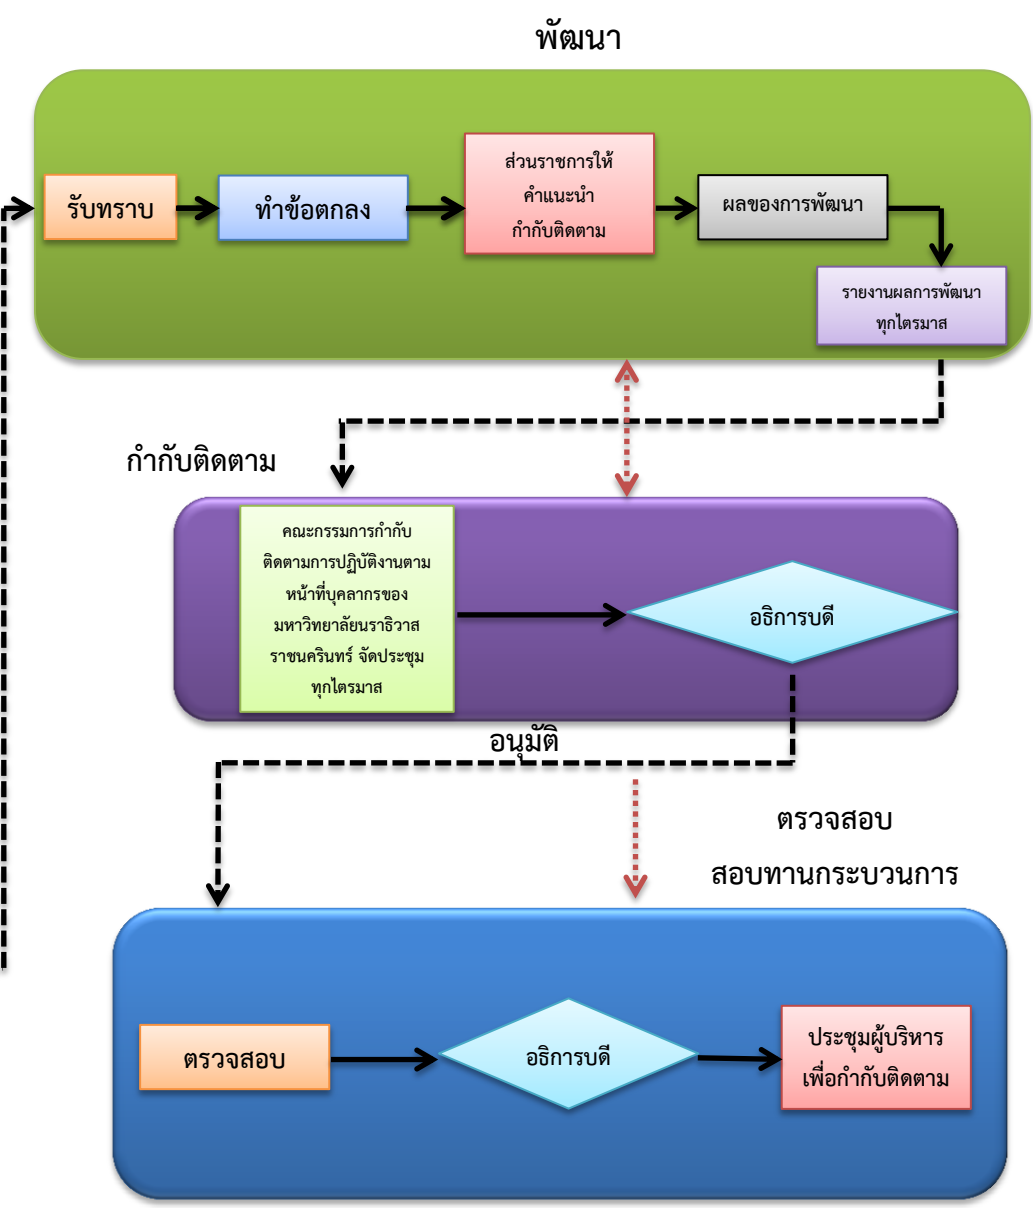 พัฒนา
รับทราบ
ทำข้อตกลง
ส่วนราชการให้
คำแนะนำ
กำกับติดตาม
ผลของการพัฒนา
รายงานผลการพัฒนา
ทุกไตรมาส
กำกับติดตาม
คณะกรรมการกำกับ
ติดตามการปฏิบัติงานตาม
หน้าที่บุคลากรของ
มหาวิทยาลัยนราธิวาส
ราชนครินทร์ จัดประชุม
ทุกไตรมาส
อธิการบดี
อนุมัติ
ตรวจสอบ
สอบทานกระบวนการ
ตรวจสอบ
อธิการบดี
ประชุมผู้บริหาร
เพื่อกำกับติดตาม